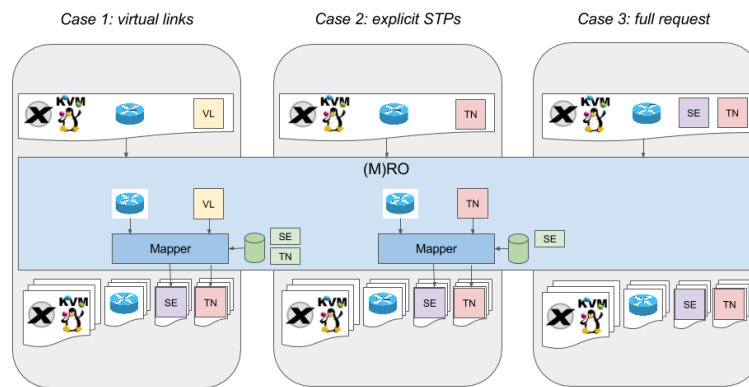 Case 1: virtual links
Case 2: explicit STPs
Case 3: full request
KVM
VL
KVM
TN
KVM
SE
TN
(M)RO
VL
TN
Mapper
SE
TN
Mapper
SE
KVM
SE
TN
KVM
SE
TN
KVM
SE
TN